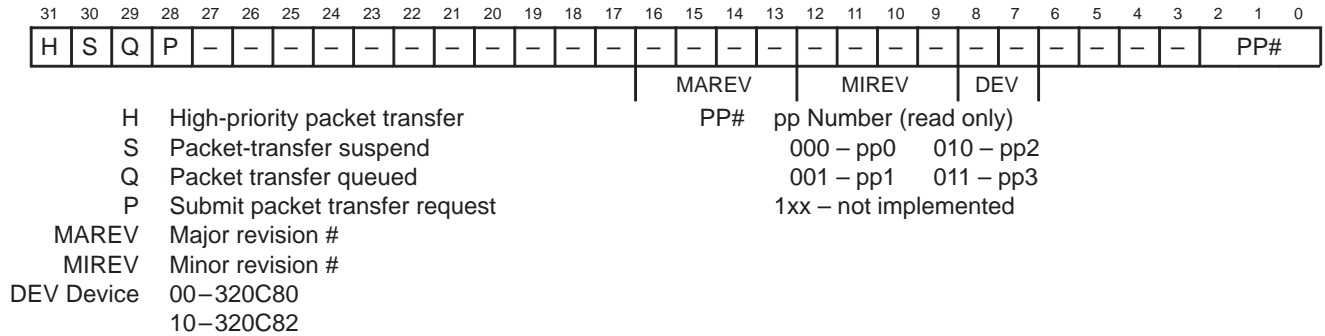 31 30 29 28 27 26 25 24 23 22 21 20 19 18 17 16 15 14 13 12 11 10 9 8 7 6 5 4 3 2 1 0
H S Q P – – – – – – – – – – – – – – – – – – – – – – – – – PP#
MAREV MIREV DEV
H High-priority packet transfer PP# pp Number (read only)
S Packet-transfer suspend 000 – pp0 010 – pp2
Q Packet transfer queued 001 – pp1 011 – pp3
P Submit packet transfer request 1xx – not implemented
MAREV Major revision #
MIREV Minor revision #
DEV Device 00–320C80
10–320C82